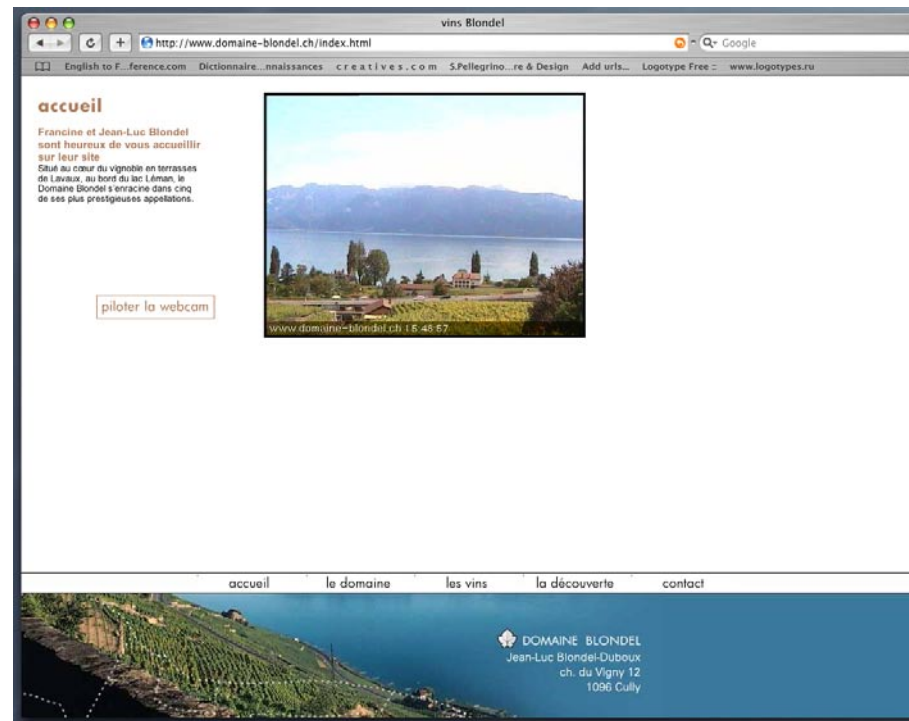 vins Blondel
http://www.domaine-blondel.ch/index.html
Google
English to F...ference.com Dictionnaire...nnaissances c r e a t i v e s . c o m S.Pellegrino...re & Design Add urls... Logotype Free :: www.logotypes.ru
accueil
Francine et Jean-Luc Blondel
sont heureux de vous accueillir
sur leur site
Situé au cœur du vignoble en terrasses
de Lavaux, au bord du lac Léman, le
Domaine Blondel s'enracine dans cinq
de ses plus prestigieuses appellations.
piloter la webcam
www.domaine-blondel.ch 15:48:57
accueil le domaine les vins la découverte contact
DOMAINE BLONDEL
Jean-Luc Blondel-Duboux
ch. du Vigny 12
1096 Cully